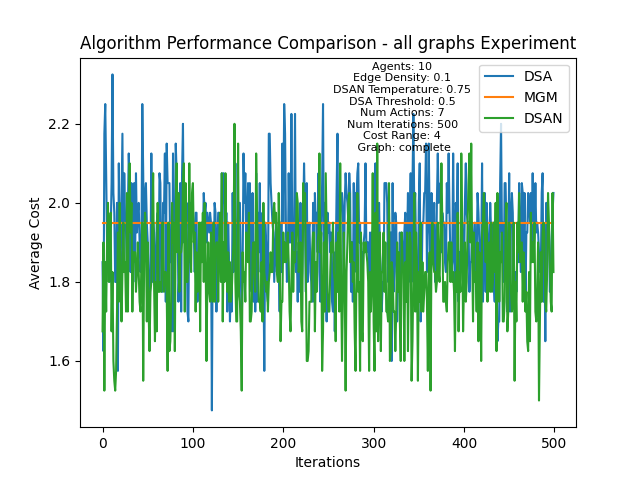 Algorithm Performance Comparison - all graphs Experiment
Agents: 10
Edge Density: 0.1
DSAN Temperature: 0.75
DSA Threshold: 0.5
Num Actions: 7
Num Iterations: 500
Cost Range: 4
Graph: complete
DSA
MGM
DSAN
Average Cost
2.2
2.0
1.8
1.6
0
100
200
300
400
500
Iterations